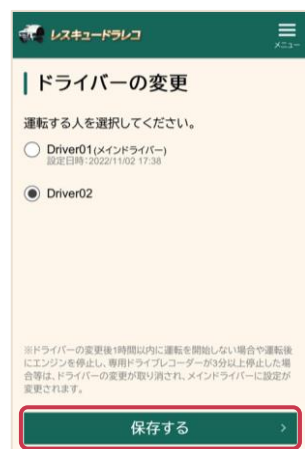 レスキュードラレコ
メニュー
ドライバーの変更
運転する人を選択してください。
Driver01(メインドライバー)
設定日時:2022/11/02 17:38
Driver02
※ドライバーの変更後1時間以内に運転を開始しない場合や運転後
にエンジンを停止し、専用ドライブレコーダーが3分以上停止した場
合等は、ドライバーの変更が取り消され、メインドライバーに設定が
変更されます。
保存する